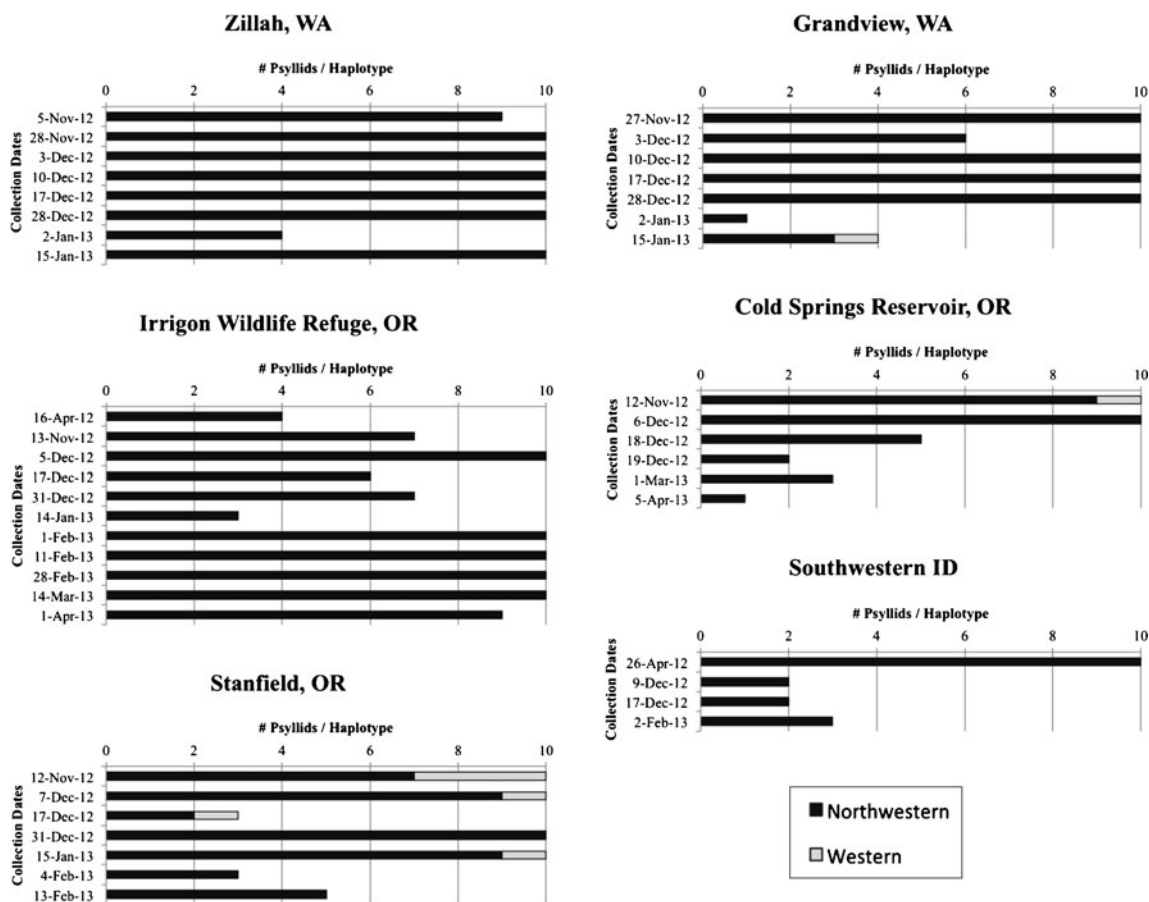 Zillah, WA
# Psyllids / Haplotype
0 2 4 6 8 10
Collection Dates
5-Nov-12
28-Nov-12
3-Dec-12
10-Dec-12
17-Dec-12
28-Dec-12
2-Jan-13
15-Jan-13
Grandview, WA
# Psyllids / Haplotype
0 2 4 6 8 10
Collection Dates
27-Nov-12
3-Dec-12
10-Dec-12
17-Dec-12
28-Dec-12
2-Jan-13
15-Jan-13
Irrigon Wildlife Refuge, OR
# Psyllids / Haplotype
0 2 4 6 8 10
Collection Dates
16-Apr-12
13-Nov-12
5-Dec-12
17-Dec-12
31-Dec-12
14-Jan-13
1-Feb-13
11-Feb-13
28-Feb-13
14-Mar-13
1-Apr-13
Cold Springs Reservoir, OR
# Psyllids / Haplotype
0 2 4 6 8 10
Collection Dates
12-Nov-12
6-Dec-12
18-Dec-12
19-Dec-12
1-Mar-13
5-Apr-13
Southwestern ID
# Psyllids / Haplotype
0 2 4 6 8 10
Collection Dates
26-Apr-12
9-Dec-12
17-Dec-12
2-Feb-13
Stanfield, OR
# Psyllids / Haplotype
0 2 4 6 8 10
Collection Dates
12-Nov-12
7-Dec-12
17-Dec-12
31-Dec-12
15-Jan-13
4-Feb-13
13-Feb-13
Northwestern
Western